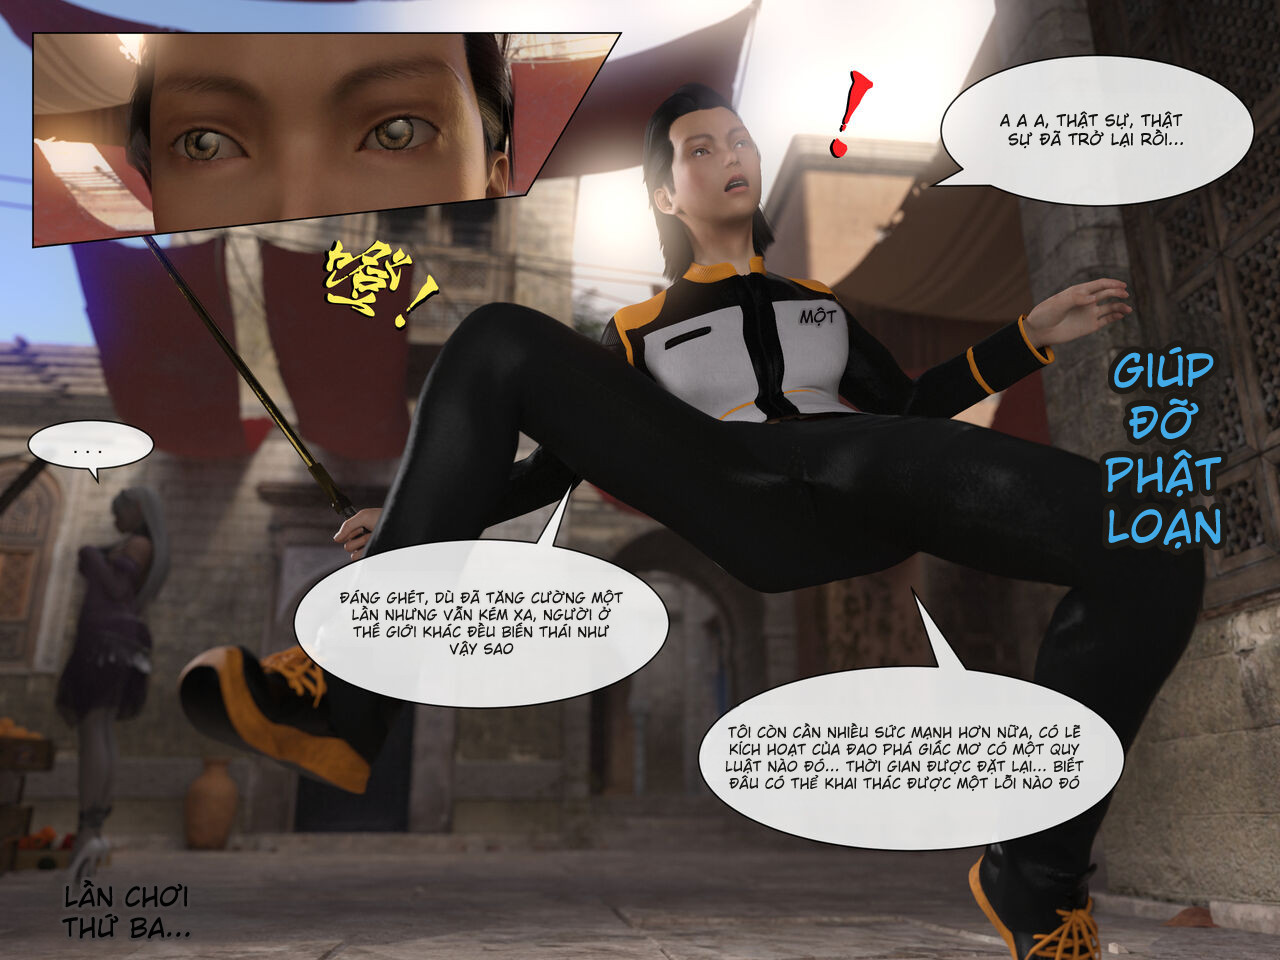 A A A, THẬT SỰ, THẬT
SỰ ĐÃ TRỞ LẠI RỒI...
!
!
MỘT
GIÚP
ĐỠ
PHẬT
LOẠN
. . .
ĐÁNG GHÉT, DÙ ĐÃ TĂNG CƯỜNG MỘT
LẦN NHƯNG VẪN KÉM XA, NGƯỜI Ở
THẾ GIỚI KHÁC ĐỀU BIẾN THÁI NHƯ
VẬY SAO
TÔI CÒN CẦN NHIỀU SỨC MẠNH HƠN NỮA, CÓ LẼ
KÍCH HOẠT CỦA ĐAO PHÁ GIẤC MƠ CÓ MỘT QUY
LUẬT NÀO ĐÓ... THỜI GIAN ĐƯỢC ĐẶT LẠI... BIẾT
ĐÂU CÓ THỂ KHAI THÁC ĐƯỢC MỘT LỖI NÀO ĐÓ
LẦN CHƠI
THỨ BA...